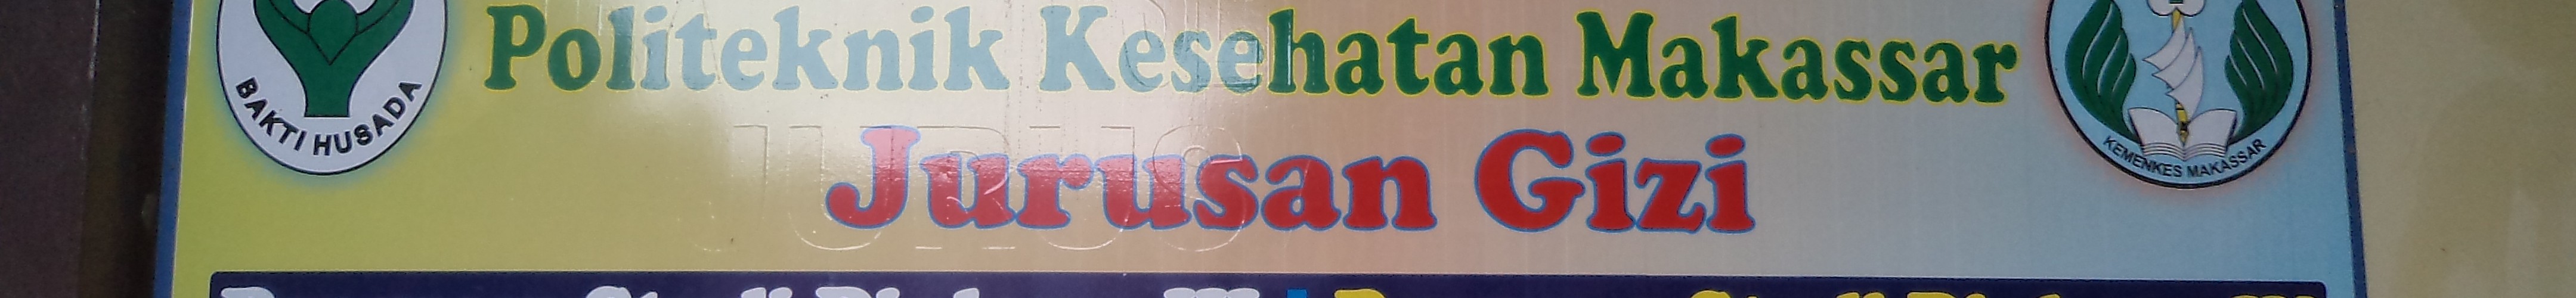 Politeknik Kesehatan Makassar
Jurusan Gizi
BAKTI HUSADA
KEMENKES MAKASSAR